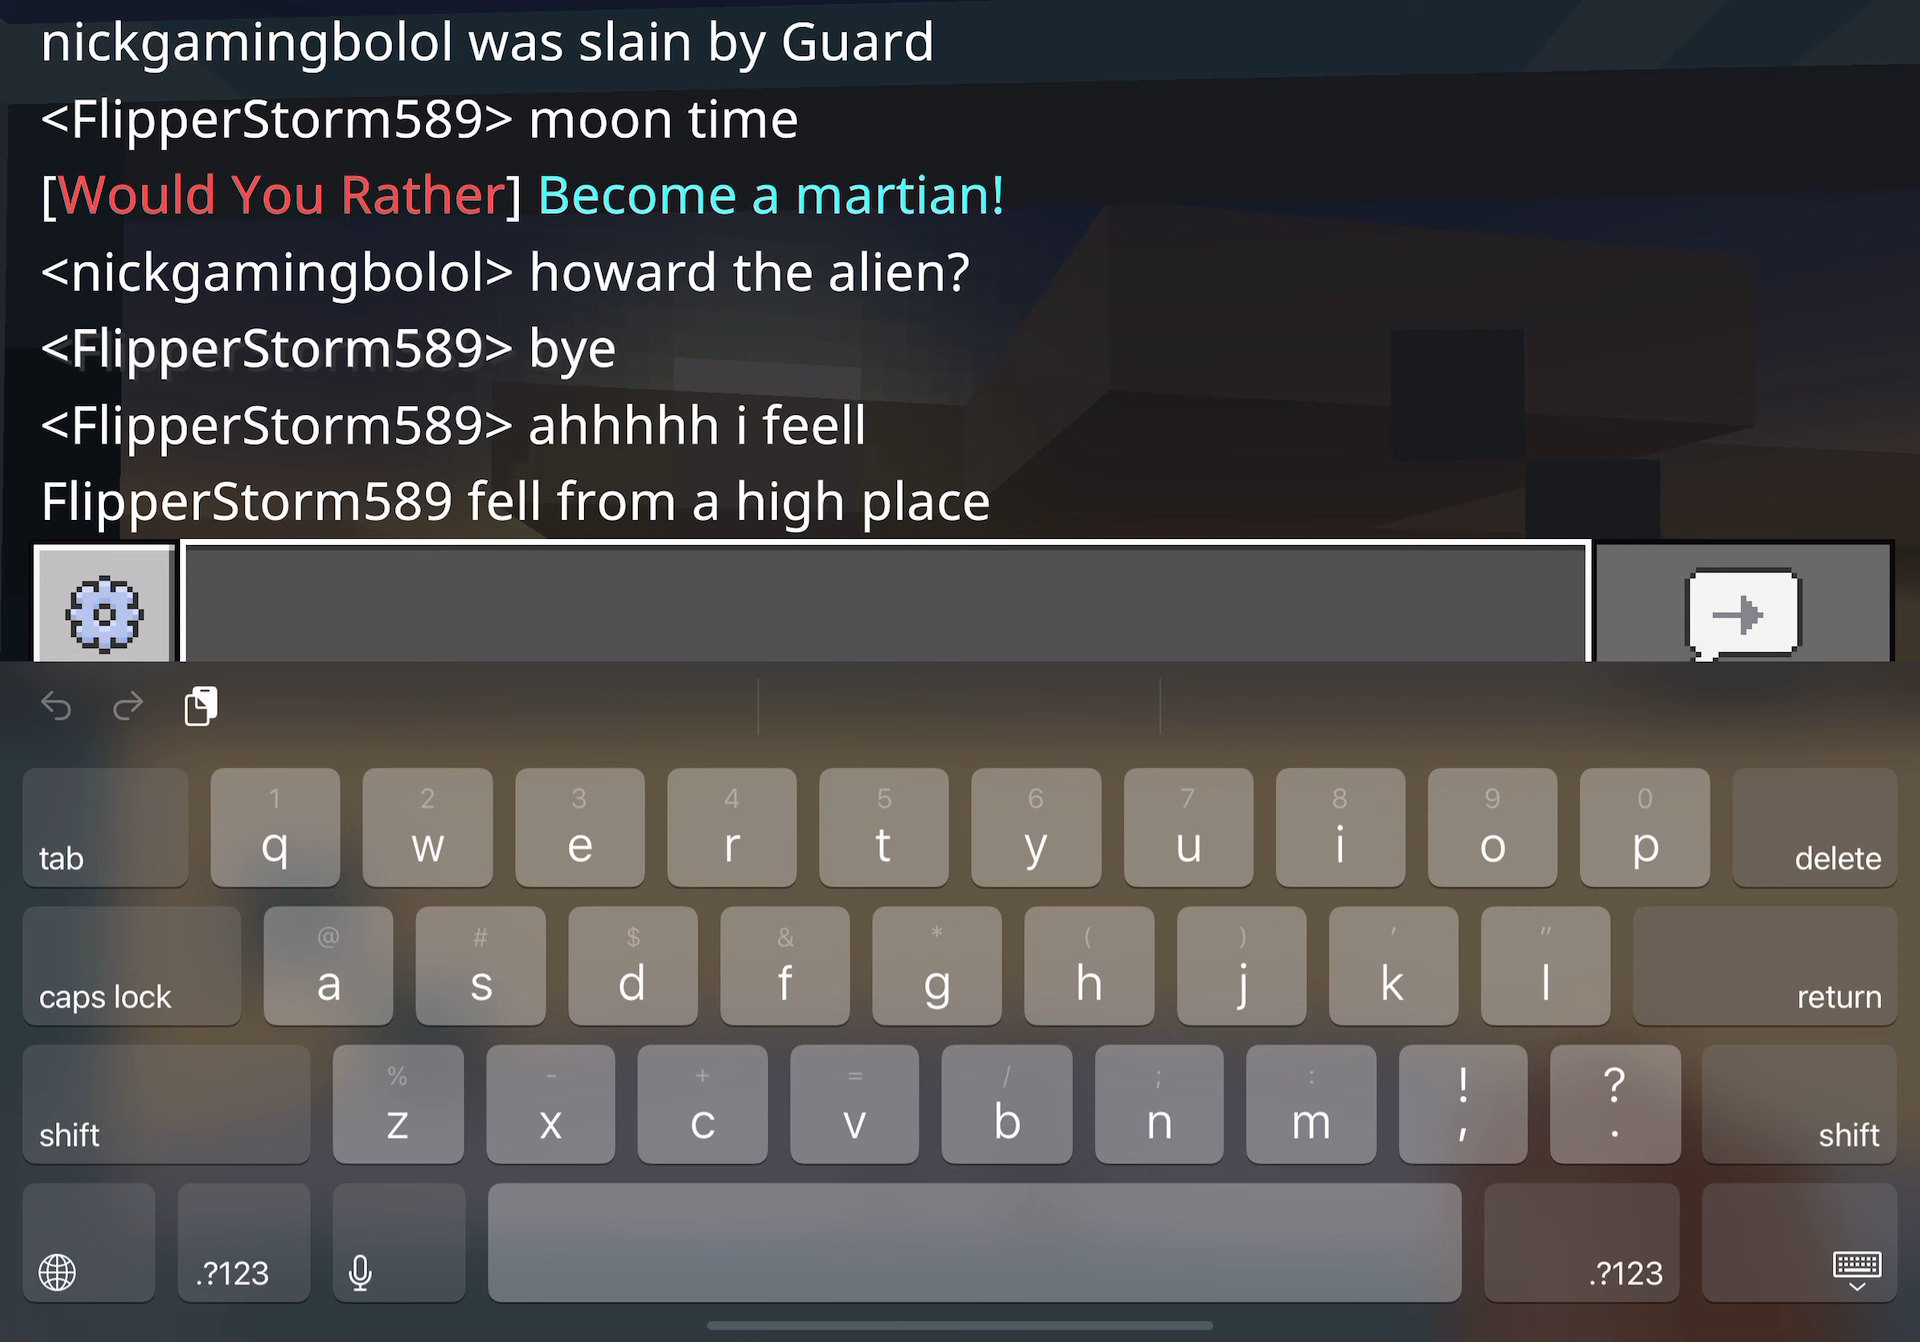 nickgamingbolol was slain by Guard
<FlipperStorm589> moon time
[Would You Rather] Become a martian!
<nickgamingbolol> howard the alien?
<FlipperStorm589> bye
<FlipperStorm589> ahhhhh i feell
FlipperStorm589 fell from a high place
1 2 3 4 5 6 7 8 9 0
tab q w e r t y u i o p delete
@ # $ & * ( ) ' "
caps lock a s d f g h j k l return
% - + = / ; : ! ?
shift z x c v b n m , . shift
.?123 .?123